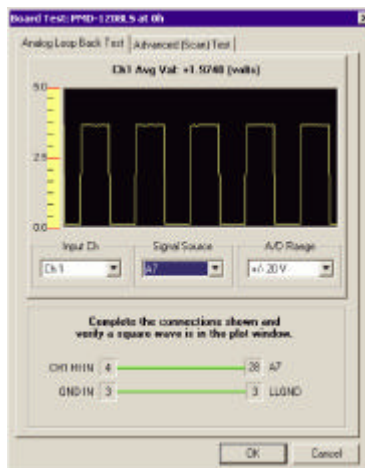 Board Test: PMD-1208LS at 0h
Analog Loop Back Test
Advanced (Scan) Test
Ch1 Avg Val: +1.9740 (volts)
5.0
2.5
0.0
Input Ch
Signal Source
A/D Range
Ch 1
A7
+/-20 V
Complete the connections shown and
verify a square wave is in the plot window.
CH1 HI IN 4 28 A7
GND IN 3 3 LLGND
OK
Cancel